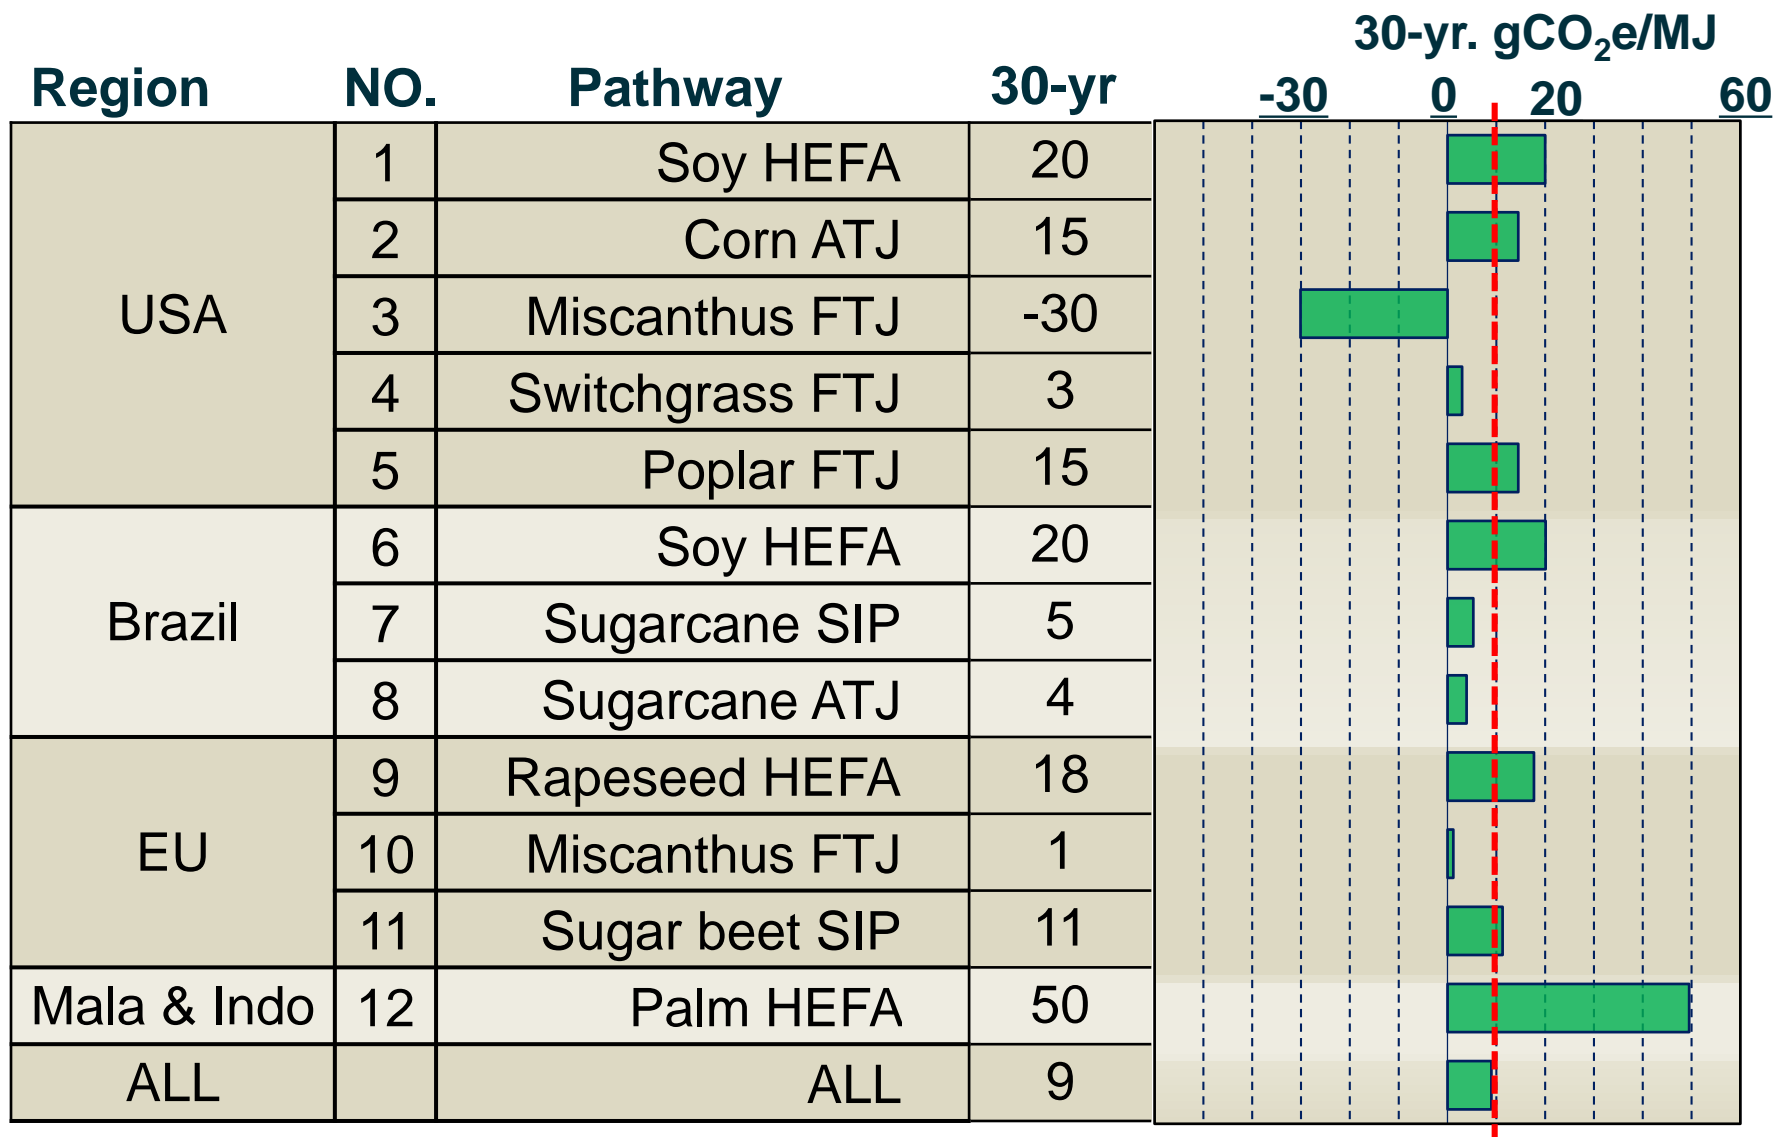 30-yr. gCO₂e/MJ
Region NO. Pathway 30-yr -30 0 20 60
1 Soy HEFA 20
2 Corn ATJ 15
USA 3 Miscanthus FTJ -30
4 Switchgrass FTJ 3
5 Poplar FTJ 15
6 Soy HEFA 20
Brazil 7 Sugarcane SIP 5
8 Sugarcane ATJ 4
9 Rapeseed HEFA 18
EU 10 Miscanthus FTJ 1
11 Sugar beet SIP 11
Mala & Indo 12 Palm HEFA 50
ALL ALL 9